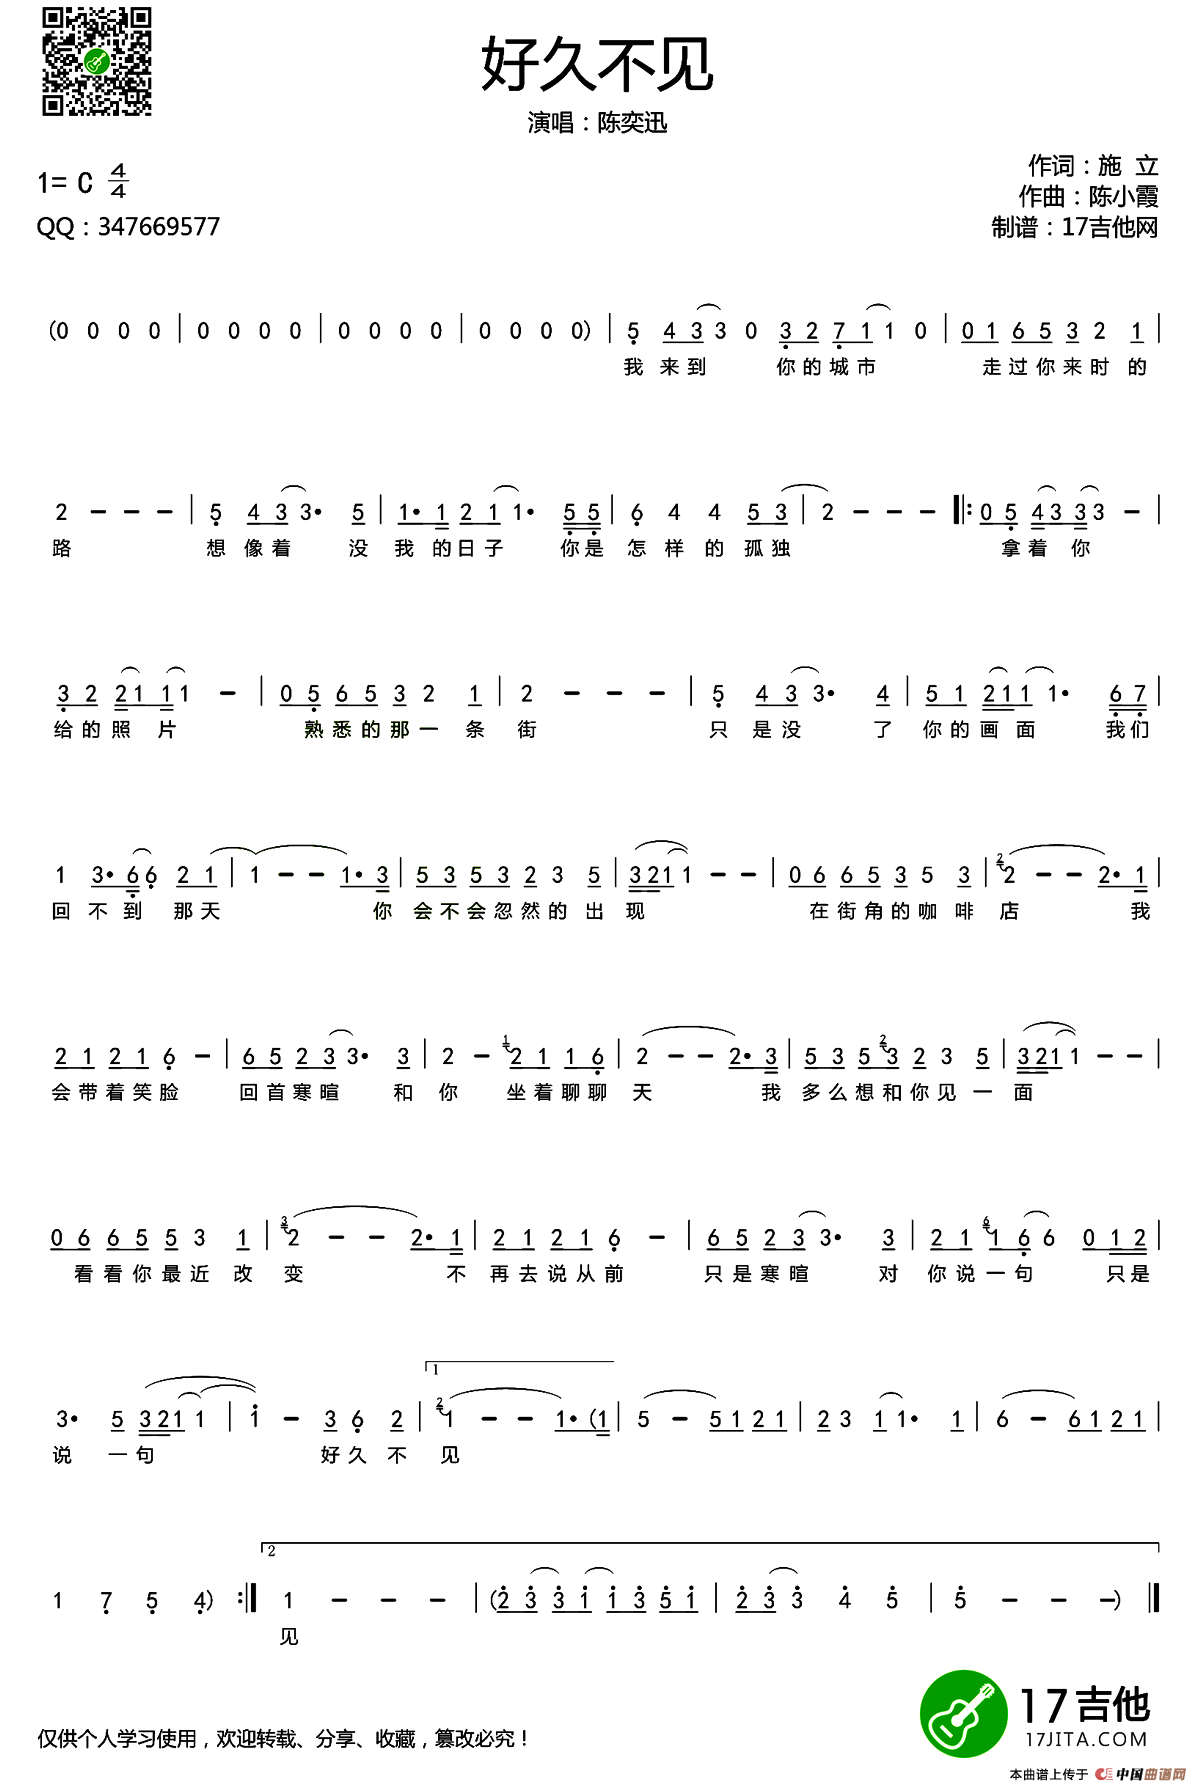 好久不见
演唱：陈奕迅
1= C 4/4
作词：施 立
作曲：陈小霞
QQ：347669577
制谱：17吉他网
(0 0 0 0 | 0 0 0 0 | 0 0 0 0 | 0 0 0 0) | 5 4 3 3 0 3 2 7 1 1 0 | 0 1 6 5 3 2 1 |
我 来 到 你 的 城 市 走 过 你 来 时 的
2 - - - | 5 4 3 3• 5 | 1• 1 2 1 1• 5 5 | 6 4 4 5 3 | 2 - - - |: 0 5 4 3 3 3 - |
路 想 像 着 没 我 的 日 子 你 是 怎 样 的 孤 独 拿 着 你
3 2 2 1 1 1 - | 0 5 6 5 3 2 1 | 2 - - - | 5 4 3 3• 4 | 5 1 2 1 1 1• 6 7 |
给 的 照 片 熟 悉 的 那 一 条 街 只 是 没 了 你 的 画 面 我 们
1 3• 6 6 2 1 | 1 - - 1• 3 | 5 3 5 3 2 3 5 | 3 2 1 1 - - | 0 6 6 5 3 5 3 | 2 2 - - 2• 1 |
回 不 到 那 天 你 会 不 会 忽 然 的 出 现 在 街 角 的 咖 啡 店 我
2 1 2 1 6 - | 6 5 2 3 3• 3 | 2 - 1 2 1 1 6 | 2 - - 2• 3 | 5 3 5 2 3 2 3 5 | 3 2 1 1 - - |
会 带 着 笑 脸 回 首 寒 暄 和 你 坐 着 聊 聊 天 我 多 么 想 和 你 见 一 面
0 6 6 5 5 3 1 | 3 2 - - 2• 1 | 2 1 2 1 6 - | 6 5 2 3 3• 3 | 2 1 6 1 6 6 0 1 2 |
看 看 你 最 近 改 变 不 再 去 说 从 前 只 是 寒 暄 对 你 说 一 句 只 是
1
3• 5 3 2 1 1 | 1 - 3 6 2 | 2 1 - - 1• (1 | 5 - 5 1 2 1 | 2 3 1 1• 1 | 6 - 6 1 2 1 |
说 一 句 好 久 不 见
2
1 7 5 4) :| 1 - - - | (2 3 3 1 1 3 5 1 | 2 3 3 4 5 | 5 - - -) |
见
17吉他
17JITA.COM
仅供个人学习使用，欢迎转载、分享、收藏，篡改必究！
本曲谱上传于 中国曲谱网